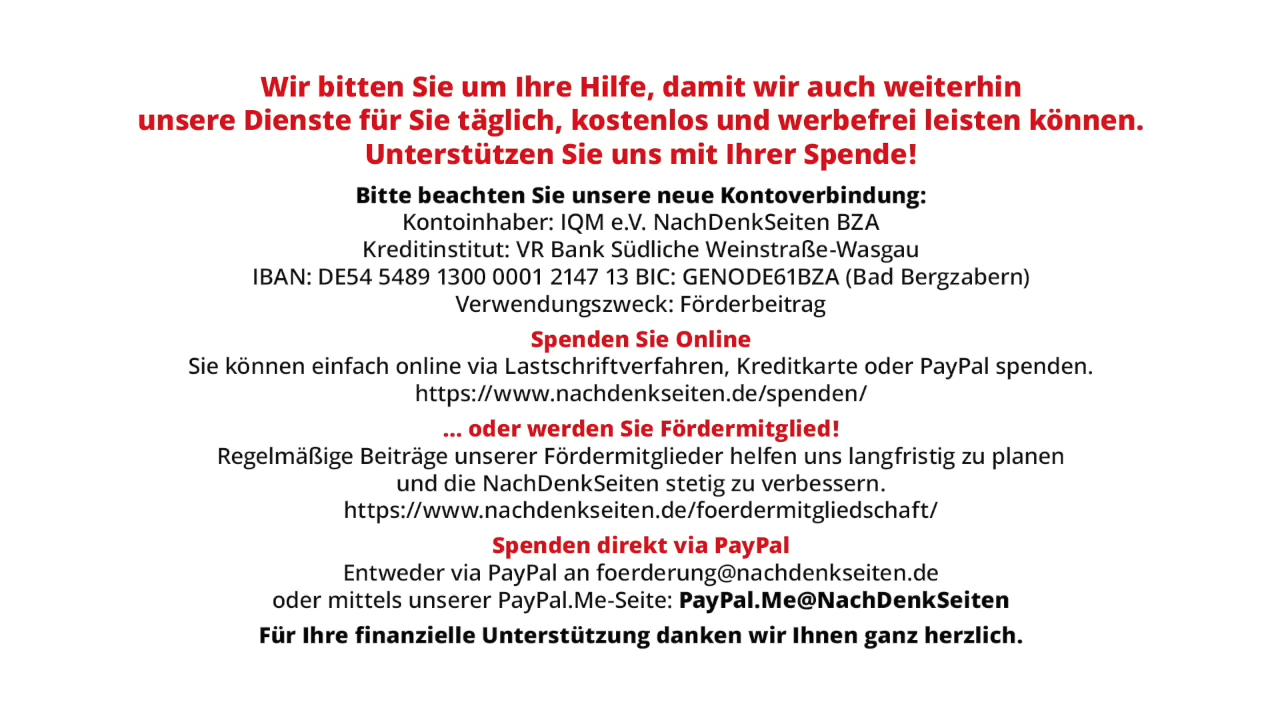 Wir bitten Sie um Ihre Hilfe, damit wir auch weiterhin
unsere Dienste für Sie täglich, kostenlos und werbefrei leisten können.
Unterstützen Sie uns mit Ihrer Spende!
Bitte beachten Sie unsere neue Kontoverbindung:
Kontoinhaber: IQM e.V. NachDenkSeiten BZA
Kreditinstitut: VR Bank Südliche Weinstraße-Wasgau
IBAN: DE54 5489 1300 0001 2147 13 BIC: GENODE61BZA (Bad Bergzabern)
Verwendungszweck: Förderbeitrag
Spenden Sie Online
Sie können einfach online via Lastschriftverfahren, Kreditkarte oder PayPal spenden.
https://www.nachdenkseiten.de/spenden/
... oder werden Sie Fördermitglied!
Regelmäßige Beiträge unserer Fördermitglieder helfen uns langfristig zu planen
und die NachDenkSeiten stetig zu verbessern.
https://www.nachdenkseiten.de/foerdermitgliedschaft/
Spenden direkt via PayPal
Entweder via PayPal an foerderung@nachdenkseiten.de
oder mittels unserer PayPal.Me-Seite: PayPal.Me@NachDenkSeiten
Für Ihre finanzielle Unterstützung danken wir Ihnen ganz herzlich.